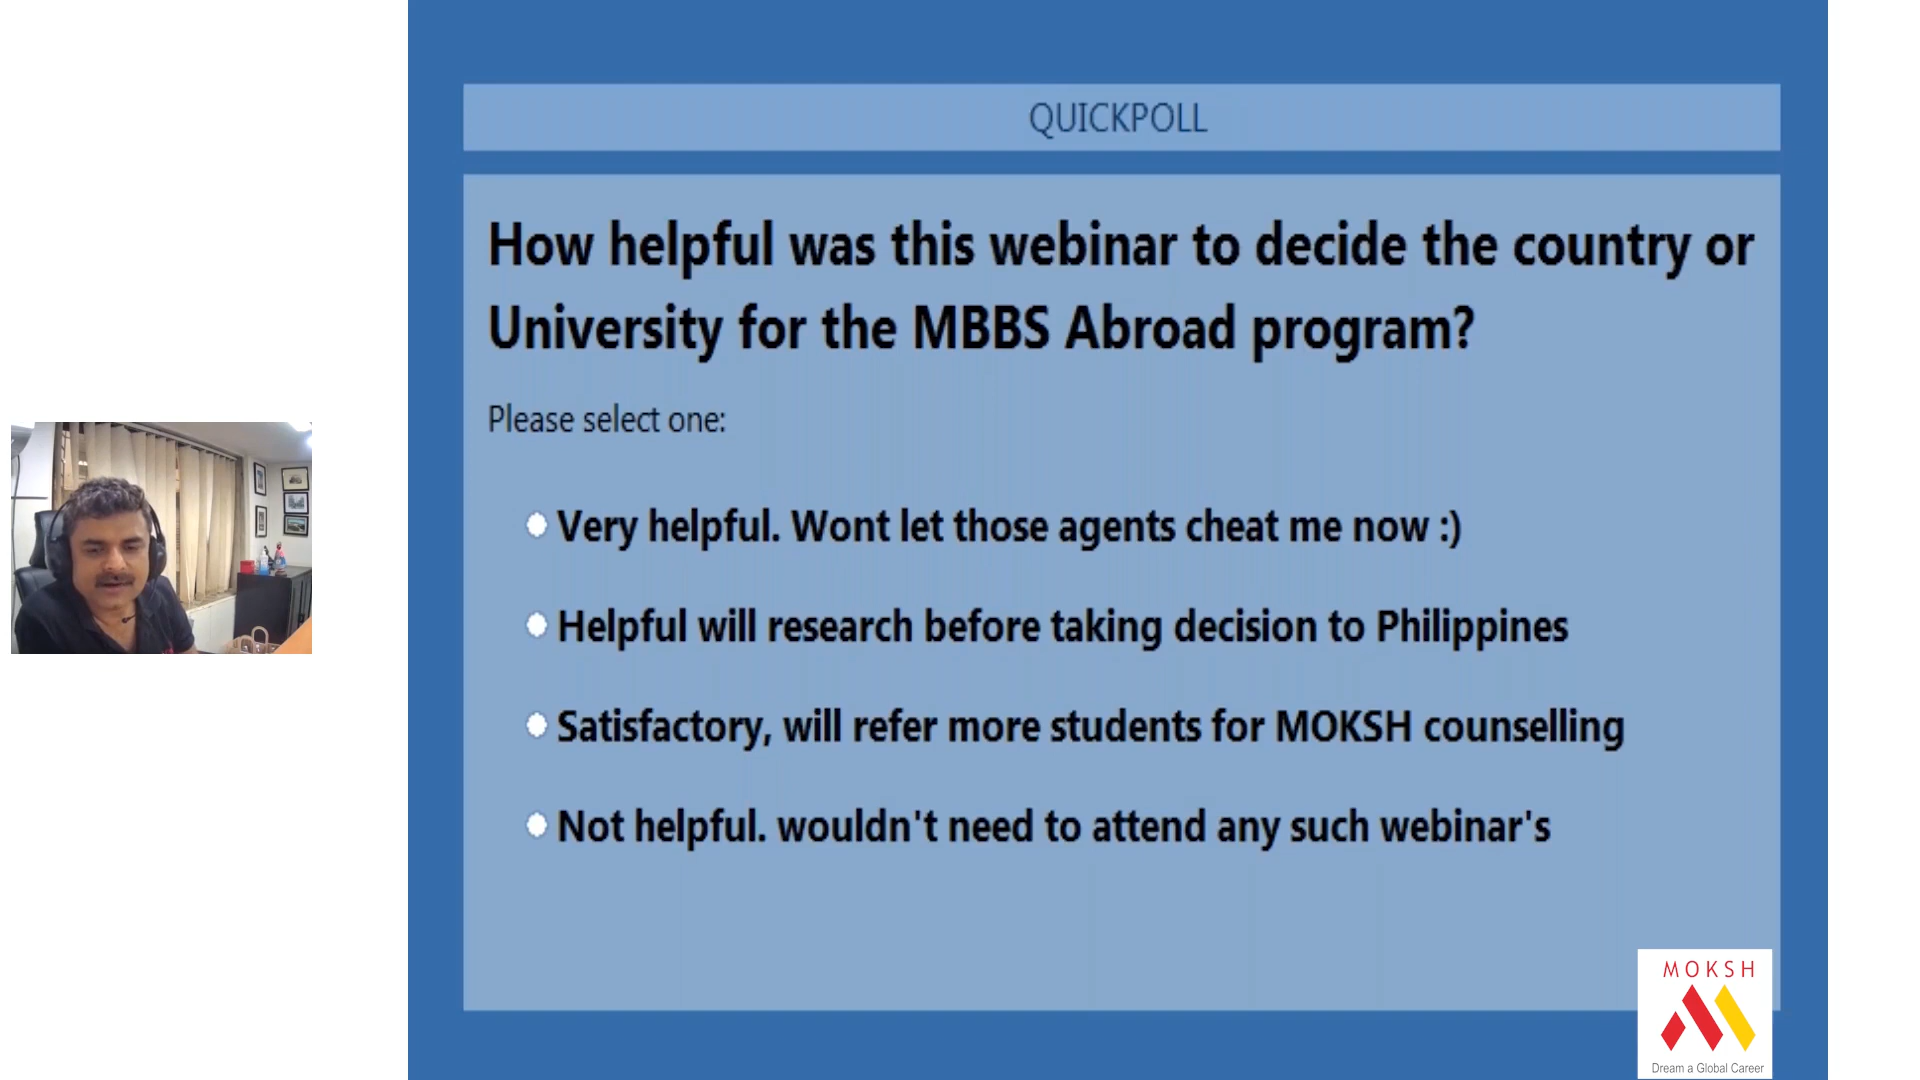 QUICKPOLL
How helpful was this webinar to decide the country or
University for the MBBS Abroad program?
Please select one:
Very helpful. Wont let those agents cheat me now :)
Helpful will research before taking decision to Philippines
Satisfactory, will refer more students for MOKSH counselling
Not helpful. wouldn't need to attend any such webinar's
MOKSH
Dream a Global Career